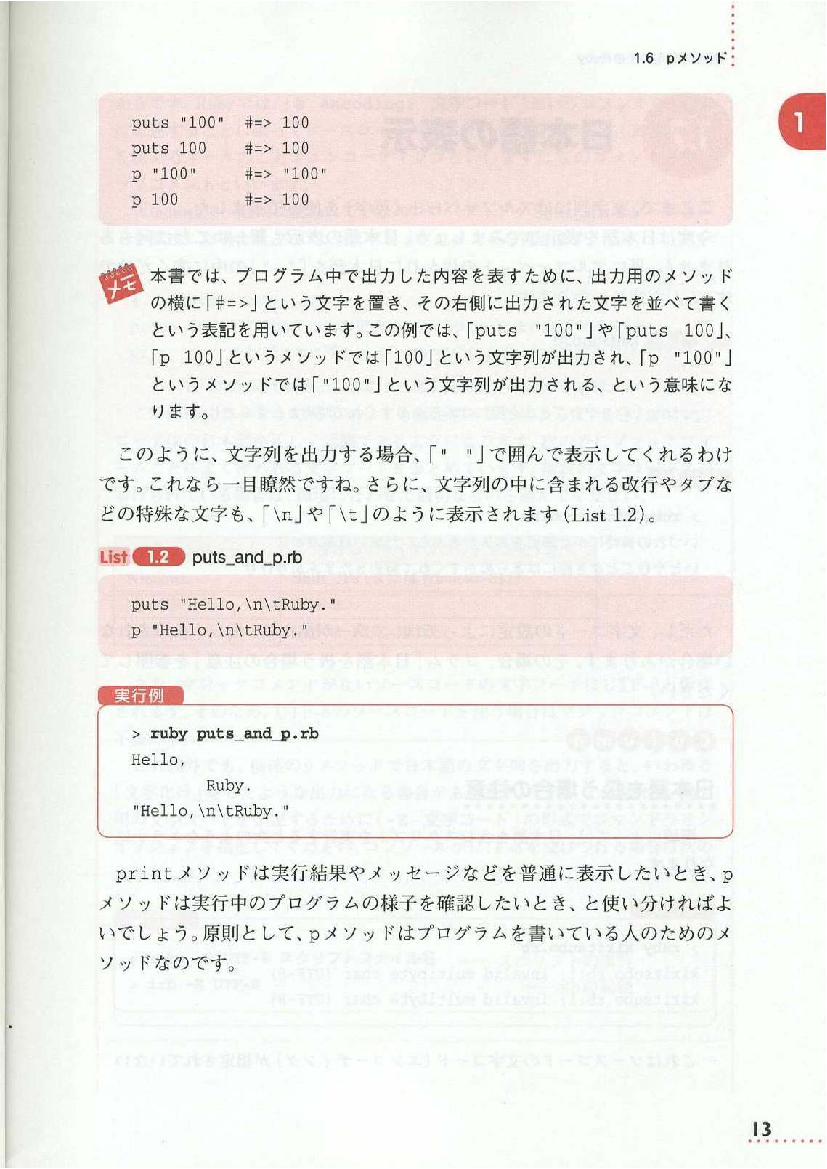 1.6 pメソッド
1
puts "100"  #=> 100
puts 100    #=> 100
p "100"     #=> "100"
p 100       #=> 100
メモ
本書では、プログラム中で出力した内容を表すために、出力用のメソッド
の横に「#=>」という文字を置き、その右側に出力された文字を並べて書く
という表記を用いています。この例では、「puts "100"」や「puts 100」、
「p 100」というメソッドでは「100」という文字列が出力され、「p "100"」
というメソッドでは「"100"」という文字列が出力される、という意味にな
ります。
このように、文字列を出力する場合、「" "」で囲んで表示してくれるわけ
です。これなら一目瞭然ですね。さらに、文字列の中に含まれる改行やタブな
どの特殊な文字も、「\n」や「\t」のように表示されます(List 1.2)。
List 1.2 puts_and_p.rb
puts "Hello,\n\tRuby."
p "Hello,\n\tRuby."
実行例
> ruby puts_and_p.rb
Hello,
        Ruby.
"Hello,\n\tRuby."
printメソッドは実行結果やメッセージなどを普通に表示したいとき、p
メソッドは実行中のプログラムの様子を確認したいとき、と使い分ければよ
いでしょう。原則として、pメソッドはプログラムを書いている人のためのメ
ソッドなのです。
13